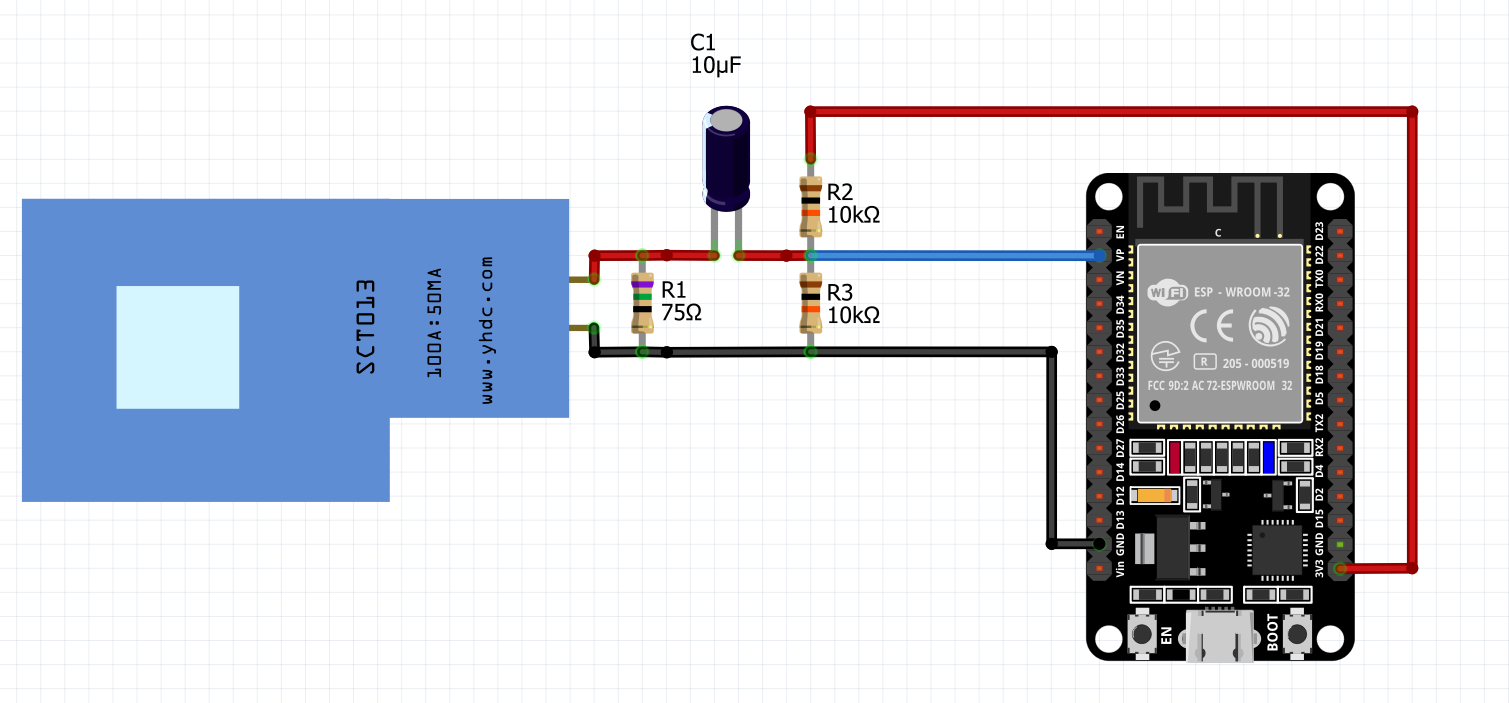 C1
10µF
R2
10kΩ
R1
75Ω
R3
10kΩ
SCT013
100A:50MA
www.yhdc.com
EN
VP
VN
D34
D35
D32
D33
D25
D26
D27
D14
D12
D13
GND
Vin
D23
D22
TX0
RX0
D21
D19
D18
D5
TX2
RX2
D4
D2
D15
GND
3V3
C
WiFi ESP - WROOM -32
CE
R 205 - 000519
FCC 9D:2 AC 72-ESPWROOM 32
EN
BOOT